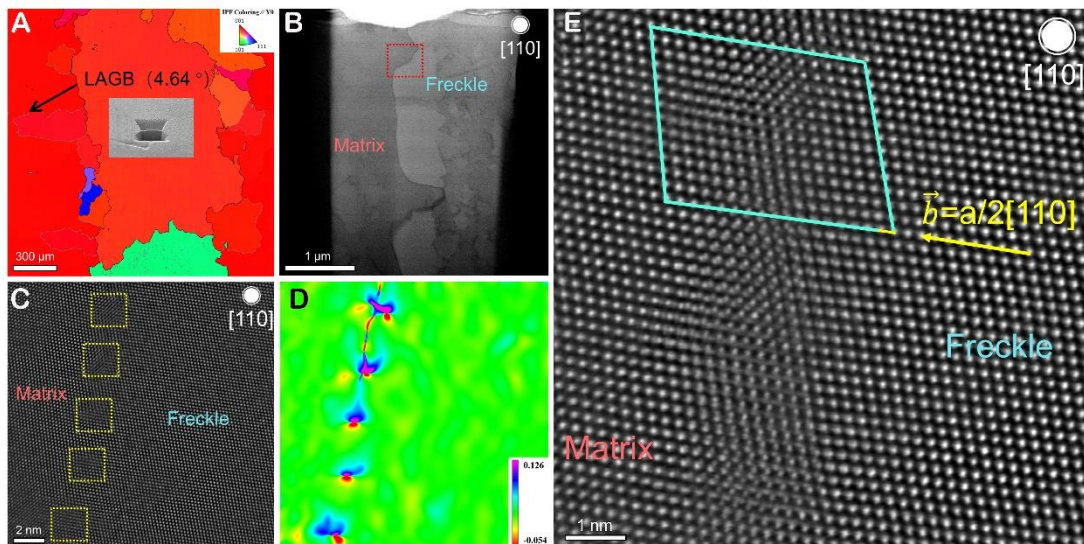 A
IPF Coloring // Y0
001
101
111
LAGB (4.64 °)
300 μm
B
[110]
Freckle
Matrix
1 μm
C
[110]
Matrix
Freckle
2 nm
D
0.126
-0.054
E
[110]
b⃗=a/2[110]
Freckle
Matrix
1 nm